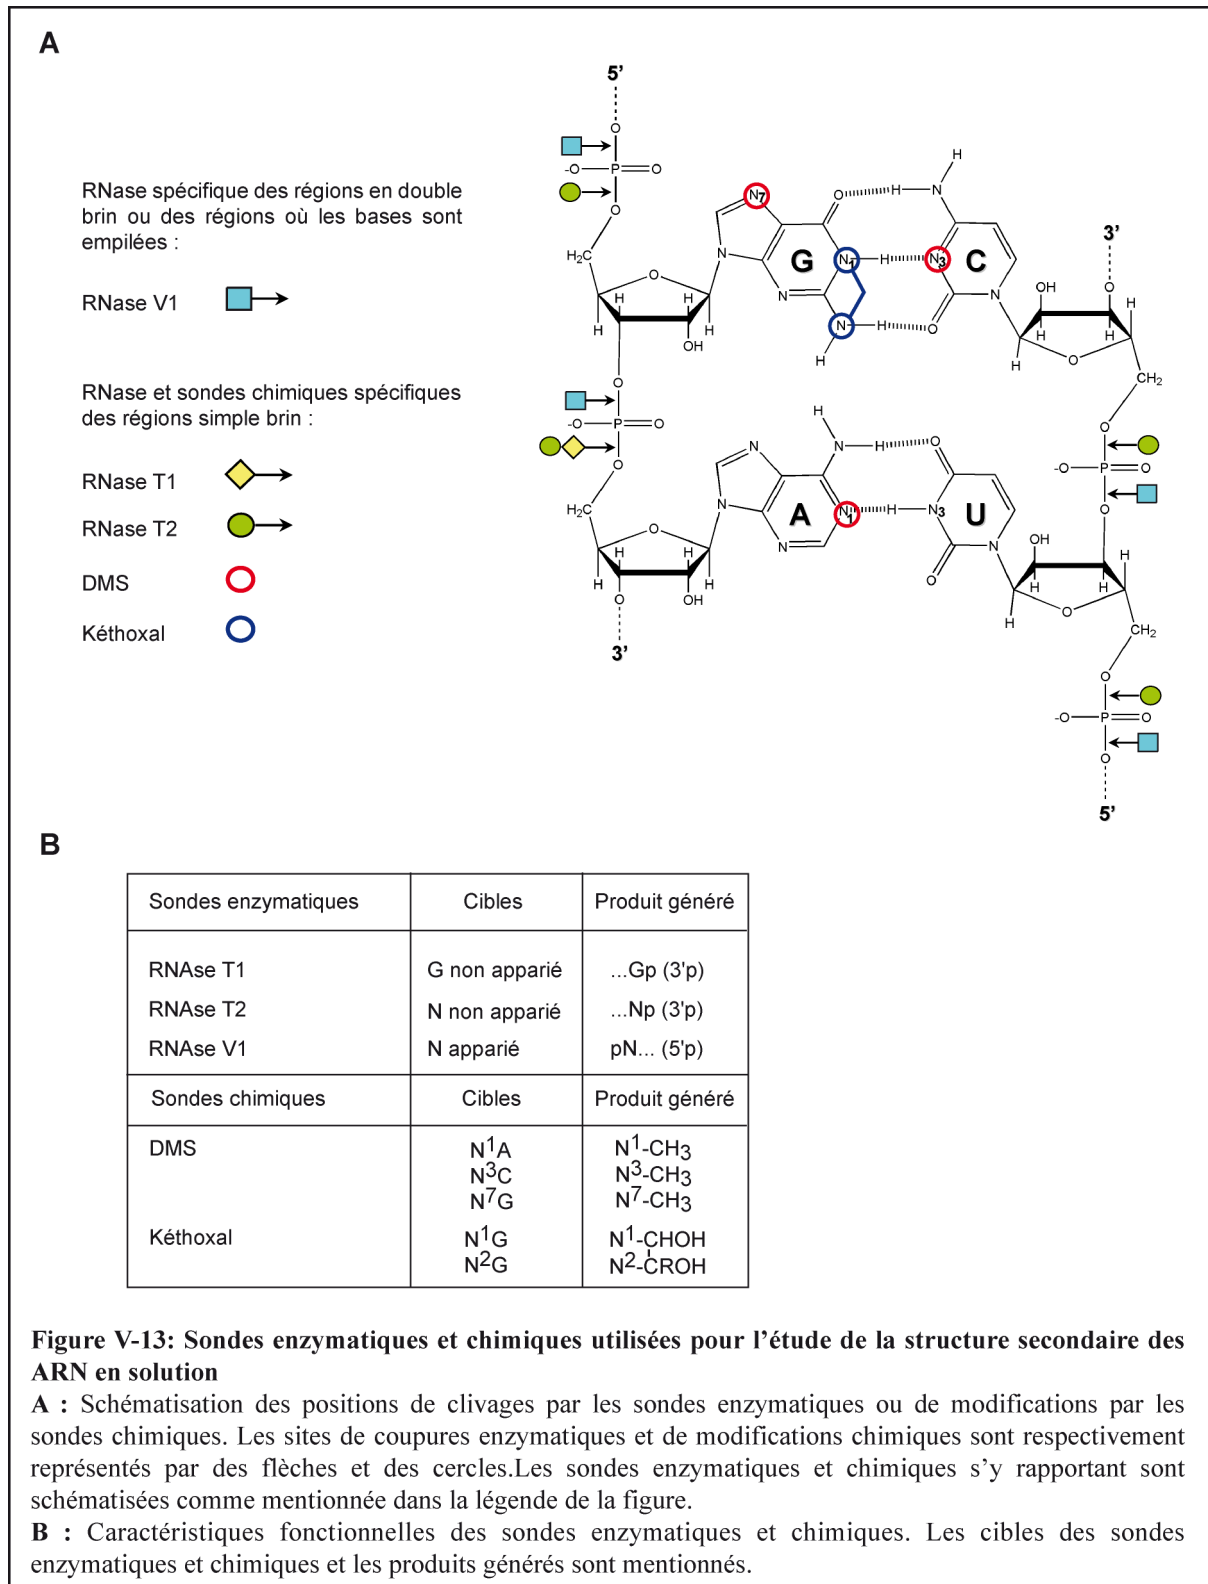 A
RNase spécifique des régions en double
brin ou des régions où les bases sont
empilées :
RNase V1
RNase et sondes chimiques spécifiques
des régions simple brin :
RNase T1
RNase T2
DMS
Kéthoxal
5'
O
-O P O
O
H2C
O
H H
H H
OH
N
N7
N
G
O
N1
N
H
H
H
H
H
N
N3
C
O
N
3'
OH O
H H
H
H
O
CH2
O
-O P O
O
O
-O P O
O
H2C
O
H H
H H
O OH
3'
N
N
N
A
H
N H
N1
H
O
N3
U
O
N
OH
H H
H
H
O
CH2
O
-O P O
O
5'
B
Sondes enzymatiques Cibles Produit généré
RNAse T1 G non apparié ...Gp (3'p)
RNAse T2 N non apparié ...Np (3'p)
RNAse V1 N apparié pN... (5'p)
Sondes chimiques Cibles Produit généré
DMS N1A N1-CH3
N3C N3-CH3
N7G N7-CH3
Kéthoxal N1G N1-CHOH
N2G N2-CROH
Figure V-13: Sondes enzymatiques et chimiques utilisées pour l'étude de la structure secondaire des
ARN en solution
A : Schématisation des positions de clivages par les sondes enzymatiques ou de modifications par les
sondes chimiques. Les sites de coupures enzymatiques et de modifications chimiques sont respectivement
représentés par des flèches et des cercles.Les sondes enzymatiques et chimiques s'y rapportant sont
schématisées comme mentionnée dans la légende de la figure.
B : Caractéristiques fonctionnelles des sondes enzymatiques et chimiques. Les cibles des sondes
enzymatiques et chimiques et les produits générés sont mentionnés.